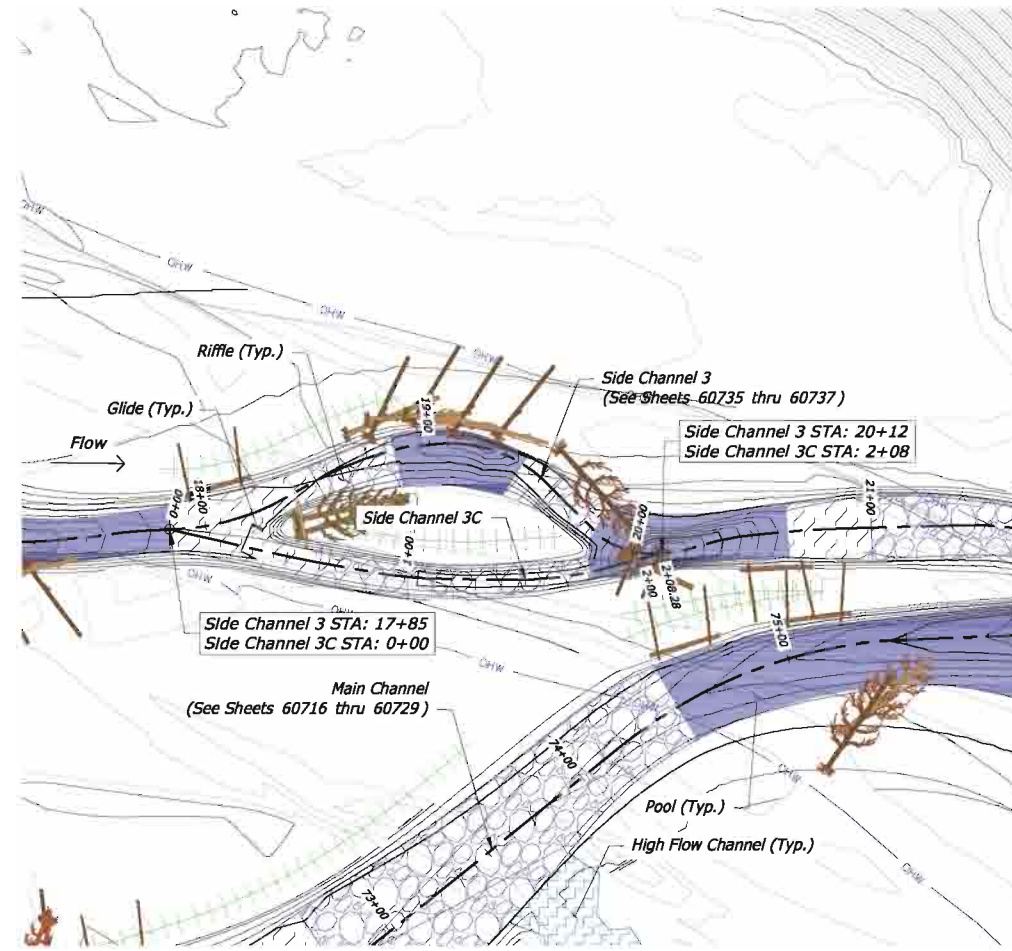 OHW
OHW
OHW
OHW
Riffle (Typ.)
Side Channel 3
(See Sheets 60735 thru 60737)
Glide (Typ.)
19+00
Side Channel 3 STA: 20+12
Side Channel 3C STA: 2+08
Flow
18+00
0+00
21+00
Side Channel 3C
20+00
1+00
2+00
2+08.28
OHW
OHW
Side Channel 3 STA: 17+85
Side Channel 3C STA: 0+00
75+00
OHW
Main Channel
(See Sheets 60716 thru 60729)
OHW
74+00
OHW
Pool (Typ.)
High Flow Channel (Typ.)
OHW
73+00